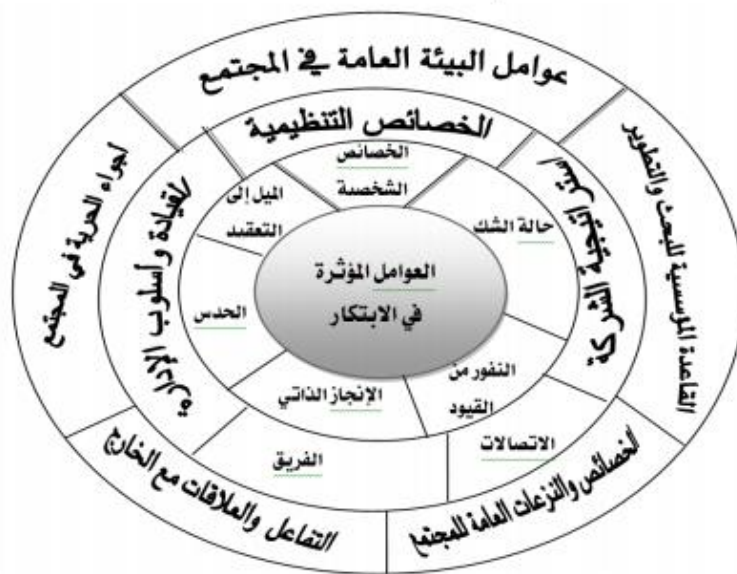 عوامل البيئة العامة في المجتمع
القاعدة المؤسسية للبحث والتطوير
الخصائص والنزعات العامة للمجتمع
التفاعل والعلاقات مع الخارج
أجواء الحرية في المجتمع
الخصائص التنظيمية
الشركة
الاتصالات
الفريق
القيادة وأسلوب الإدارة
الخصائص
الشخصية
حالة الشك
النفور من
القيود
الإنجاز الذاتي
الحدس
الميل إلى
التعقيد
العوامل المؤثرة
في الابتكار